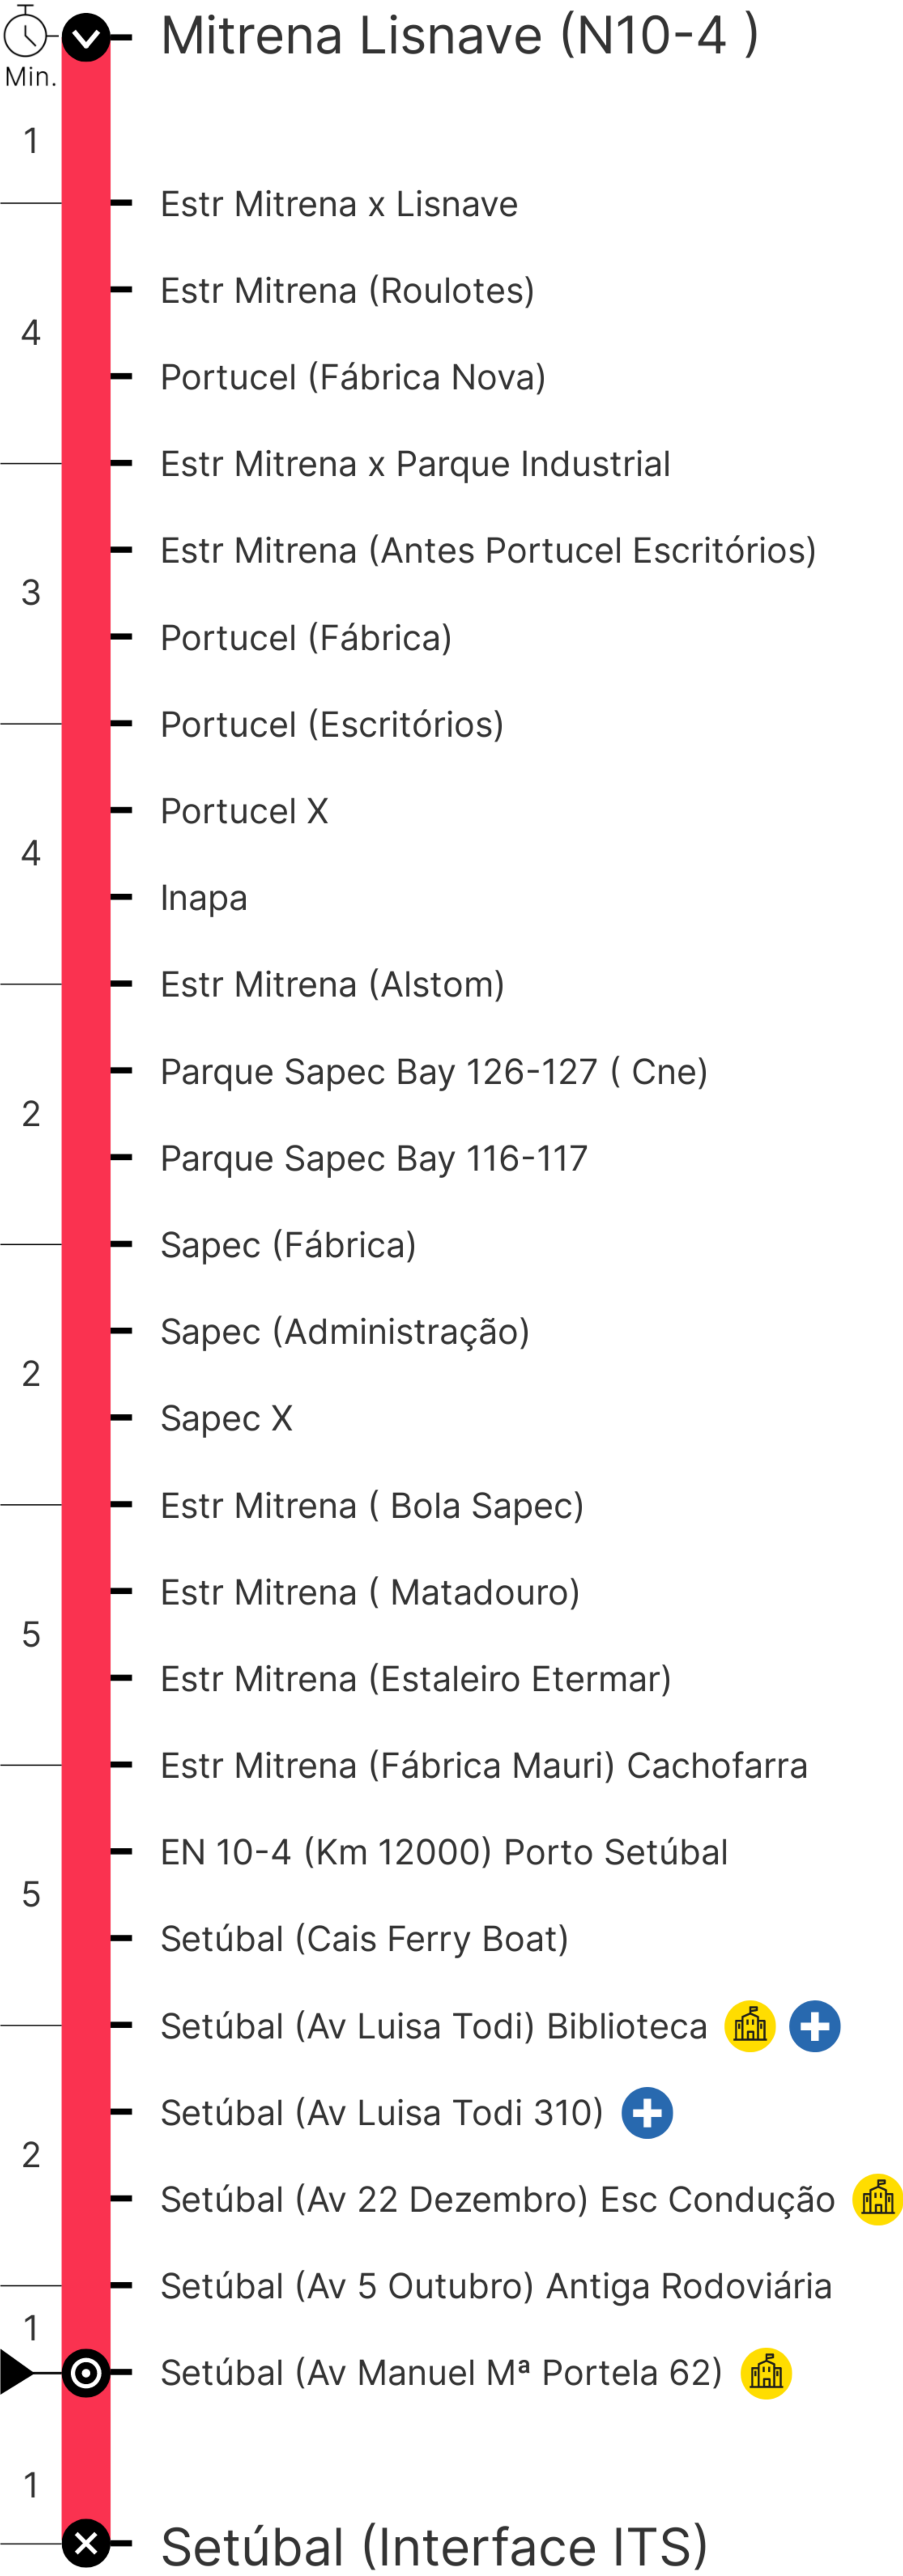 Mitrena Lisnave (N10-4 )
Min.
1
Estr Mitrena x Lisnave
Estr Mitrena (Roulotes)
4
Portucel (Fábrica Nova)
Estr Mitrena x Parque Industrial
Estr Mitrena (Antes Portucel Escritórios)
3
Portucel (Fábrica)
Portucel (Escritórios)
Portucel X
4
Inapa
Estr Mitrena (Alstom)
Parque Sapec Bay 126-127 ( Cne)
2
Parque Sapec Bay 116-117
Sapec (Fábrica)
Sapec (Administração)
2
Sapec X
Estr Mitrena ( Bola Sapec)
Estr Mitrena ( Matadouro)
5
Estr Mitrena (Estaleiro Etermar)
Estr Mitrena (Fábrica Mauri) Cachofarra
EN 10-4 (Km 12000) Porto Setúbal
5
Setúbal (Cais Ferry Boat)
Setúbal (Av Luisa Todi) Biblioteca
Setúbal (Av Luisa Todi 310)
2
Setúbal (Av 22 Dezembro) Esc Condução
Setúbal (Av 5 Outubro) Antiga Rodoviária
1
Setúbal (Av Manuel Mª Portela 62)
1
Setúbal (Interface ITS)